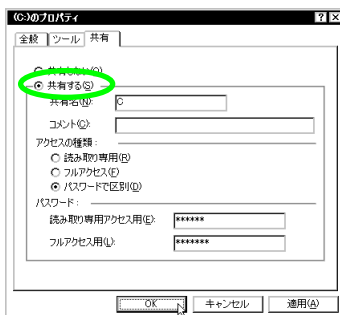 (C:)のプロパティ
全般 ツール 共有
共有しない(O)
共有する(S)
共有名(N): C
コメント(C):
アクセスの種類:
読み取り専用(R)
フルアクセス(F)
パスワードで区別(D)
パスワード:
読み取り専用アクセス用(E): ******
フルアクセス用(L): *******
OK キャンセル 適用(A)